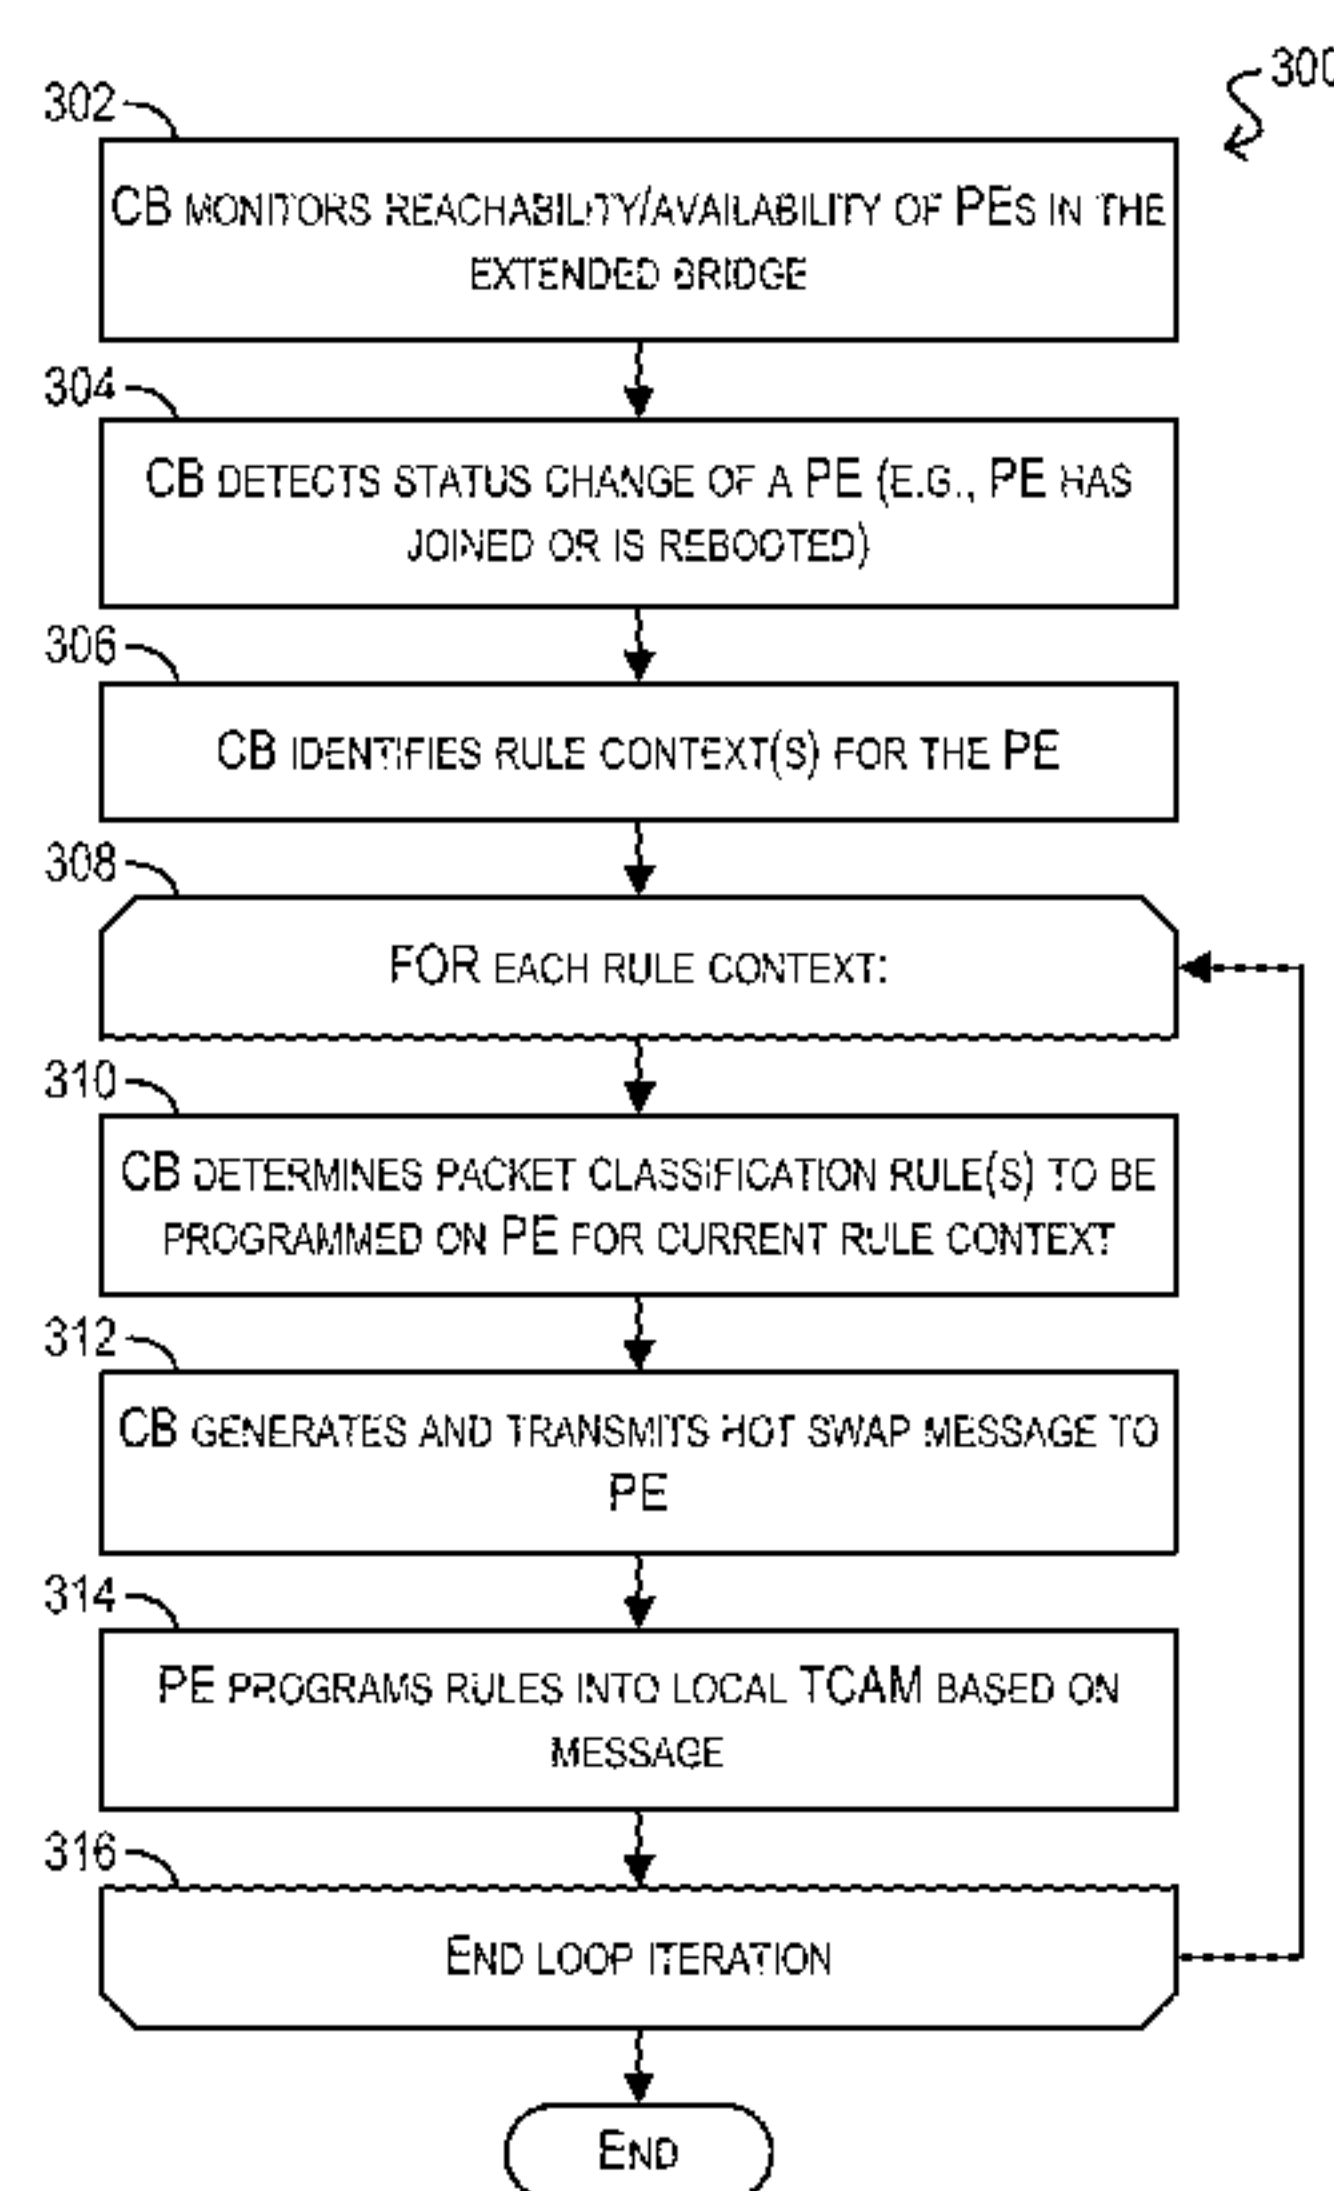 300
302
CB MONITORS REACHABILITY/AVAILABILITY OF PES IN THE
EXTENDED BRIDGE
304
CB DETECTS STATUS CHANGE OF A PE (E.G., PE HAS
JOINED OR IS REBOOTED)
306
CB IDENTIFIES RULE CONTEXT(S) FOR THE PE
308
FOR EACH RULE CONTEXT:
310
CB DETERMINES PACKET CLASSIFICATION RULE(S) TO BE
PROGRAMMED ON PE FOR CURRENT RULE CONTEXT
312
CB GENERATES AND TRANSMITS HOT SWAP MESSAGE TO
PE
314
PE PROGRAMS RULES INTO LOCAL TCAM BASED ON
MESSAGE
316
END LOOP ITERATION
END